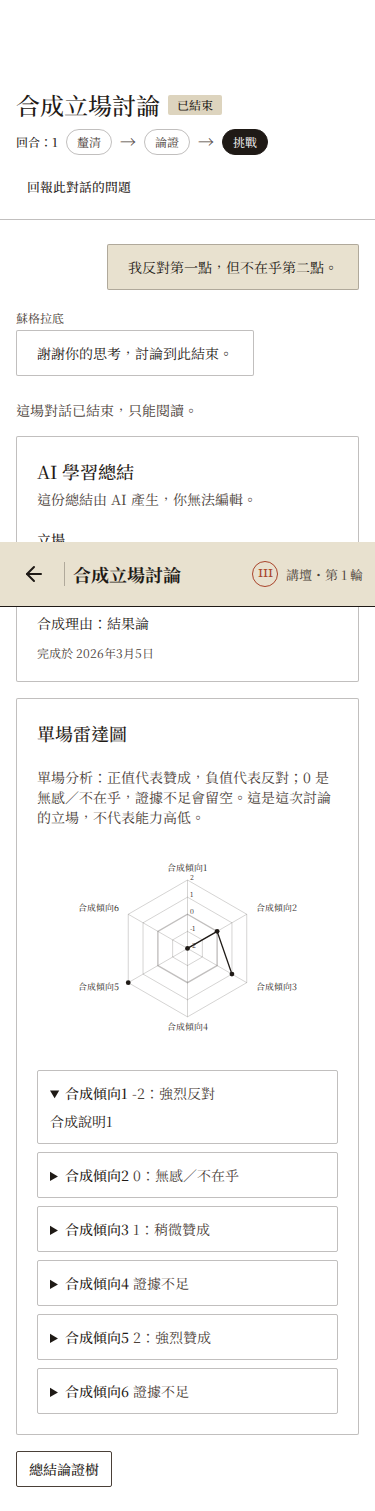 合成立場討論 已結束
回合：1 釐清 → 論證 → 挑戰
回報此對話的問題
我反對第一點，但不在乎第二點。
蘇格拉底
謝謝你的思考，討論到此結束。
這場對話已結束，只能閱讀。
AI 學習總結
這份總結由 AI 產生，你無法編輯。
立場
← 合成立場討論 III 講壇・第 1 輪
合成理由：結果論
完成於 2026年3月5日
單場雷達圖
單場分析：正值代表贊成，負值代表反對；0 是
無感／不在乎，證據不足會留空。這是這次討論
的立場，不代表能力高低。
合成傾向1
2
合成傾向6
1
合成傾向2
0
-1
合成傾向5
合成傾向3
合成傾向4
▼ 合成傾向1 -2：強烈反對
合成說明1
▶ 合成傾向2 0：無感／不在乎
▶ 合成傾向3 1：稍微贊成
▶ 合成傾向4 證據不足
▶ 合成傾向5 2：強烈贊成
▶ 合成傾向6 證據不足
總結論證樹